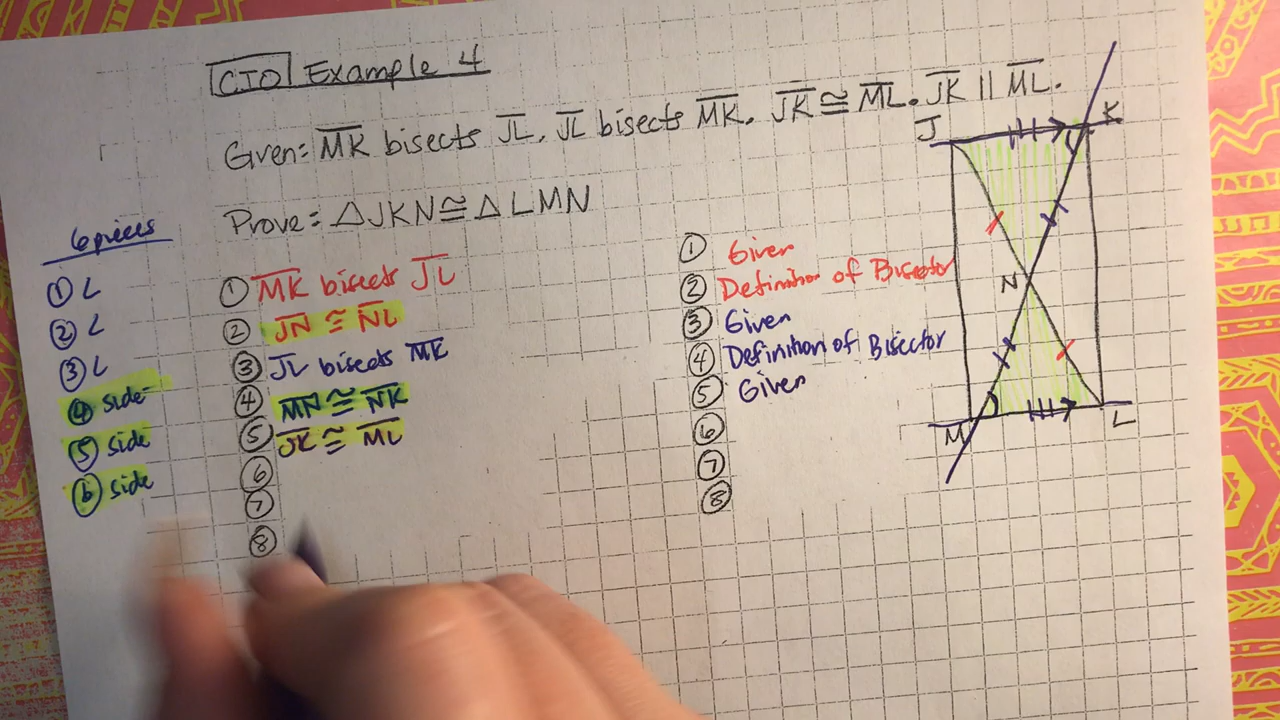 CTO Example 4
Given: MK bisects JL. JL bisects MK. JK ≅ ML. JK || ML.
Prove: △JKN ≅ △LMN
6 pieces
① ∠
② ∠
③ ∠
④ side
⑤ side
⑥ side
① MK bisects JL
② JN ≅ NL
③ JL bisects MK
④ MN ≅ NK
⑤ JK ≅ ML
⑥
⑦
⑧
① Given
② Definition of Bisector
③ Given
④ Definition of Bisector
⑤ Given
⑥
⑦
⑧
J K
N
M L